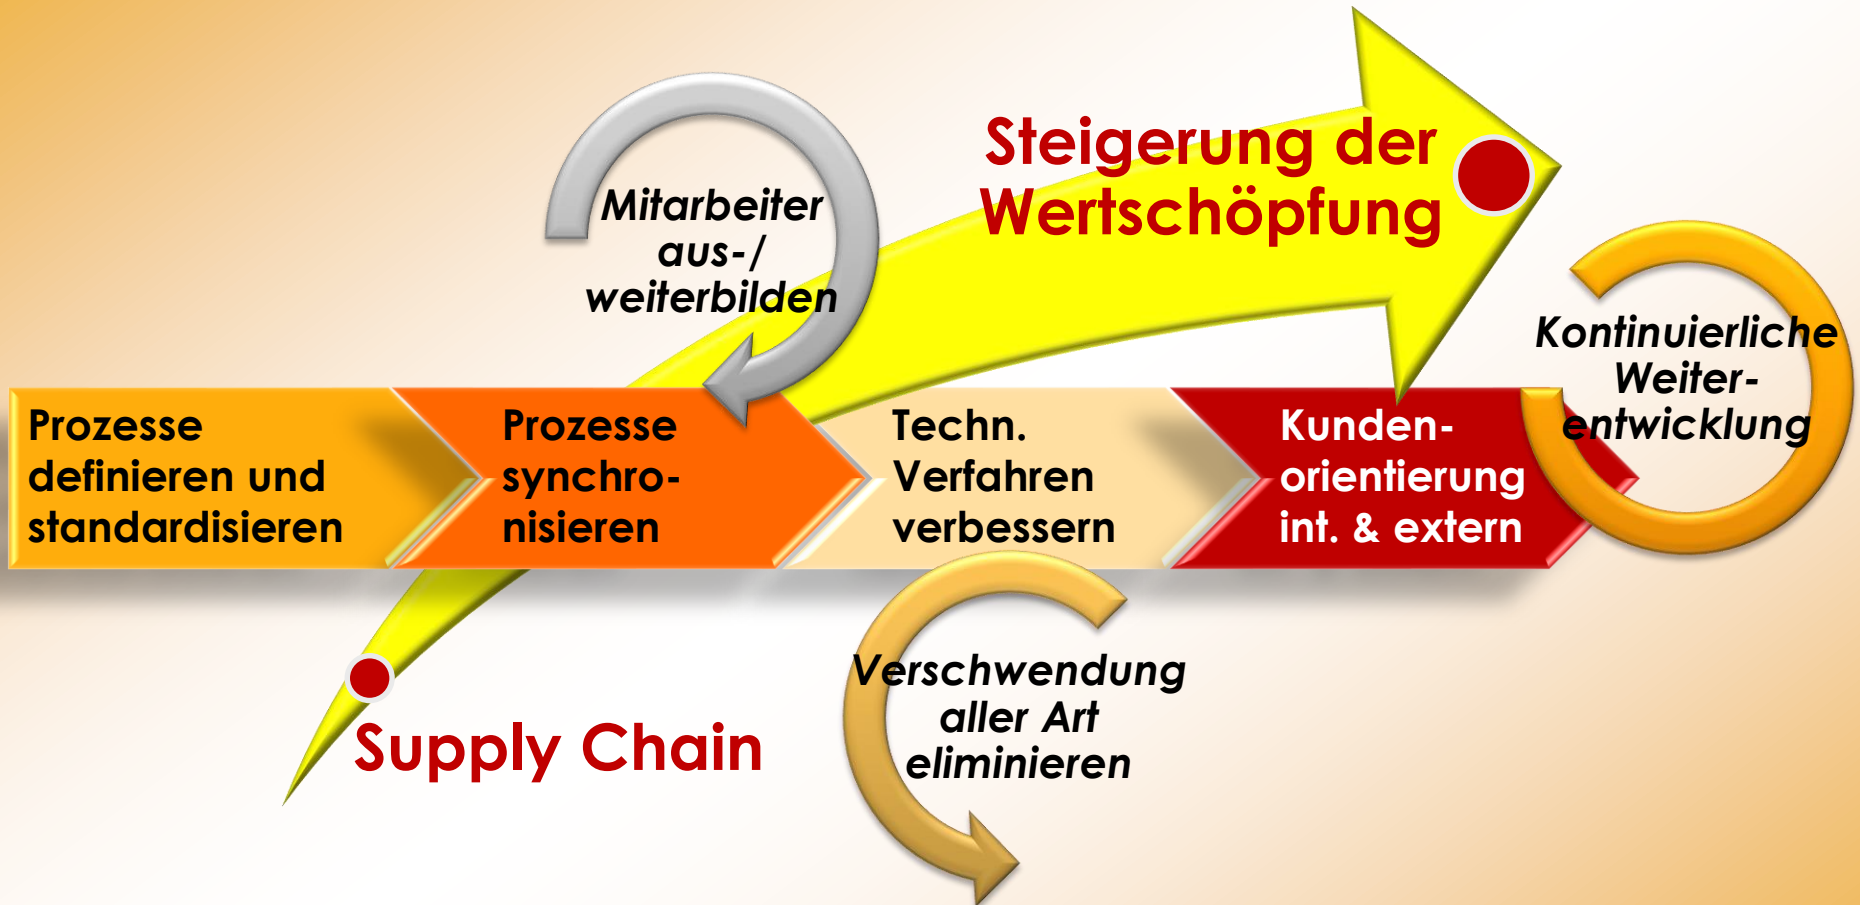 Steigerung der
Wertschöpfung
Mitarbeiter
aus-/
weiterbilden
Kontinuierliche
Weiter-
entwicklung
Prozesse
definieren und
standardisieren
Prozesse
synchro-
nisieren
Techn.
Verfahren
verbessern
Kunden-
orientierung
int. & extern
Verschwendung
aller Art
eliminieren
Supply Chain